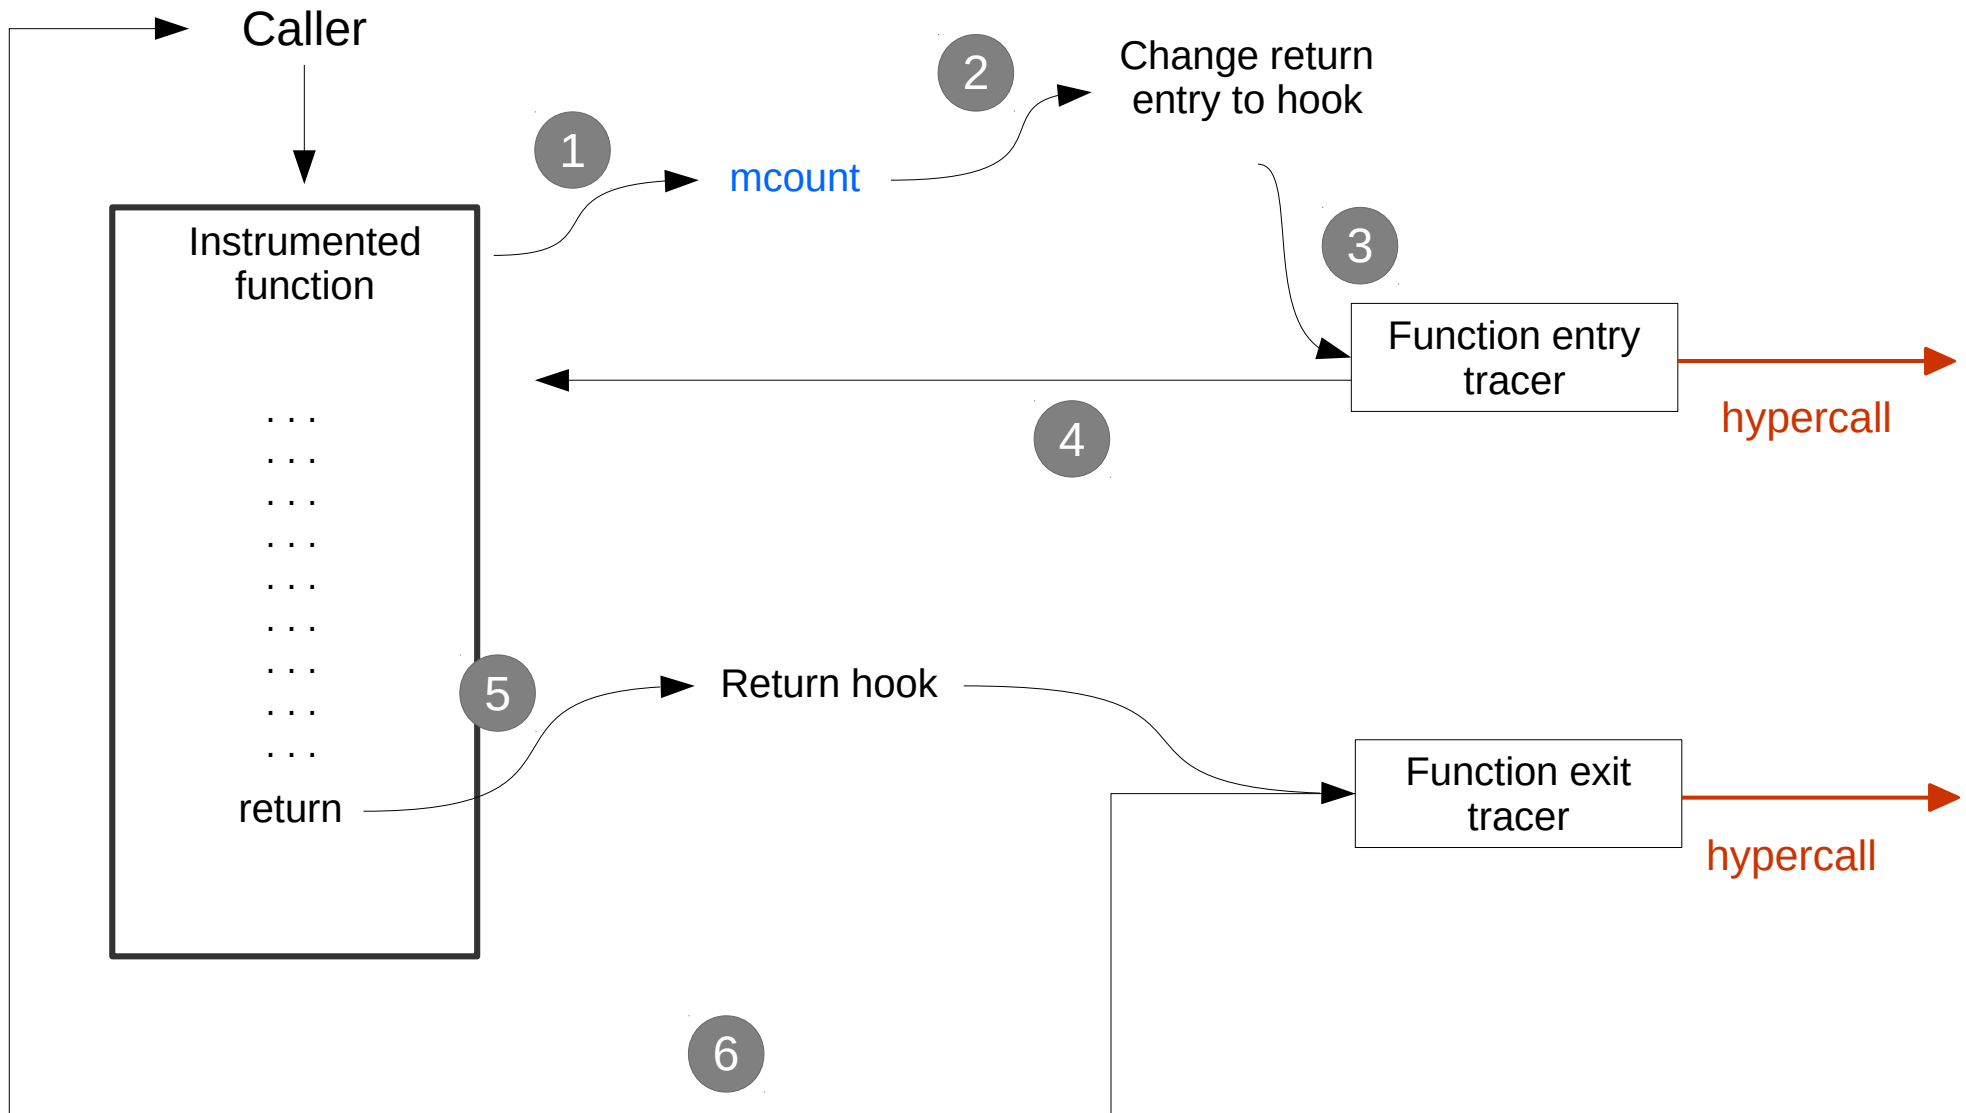 Caller
2
Change return
entry to hook
1
mcount
Instrumented
function
3
Function entry
tracer
hypercall
4
. . .
. . .
. . .
. . .
. . .
. . .
. . .
. . .
. . .
return
5
Return hook
Function exit
tracer
hypercall
6